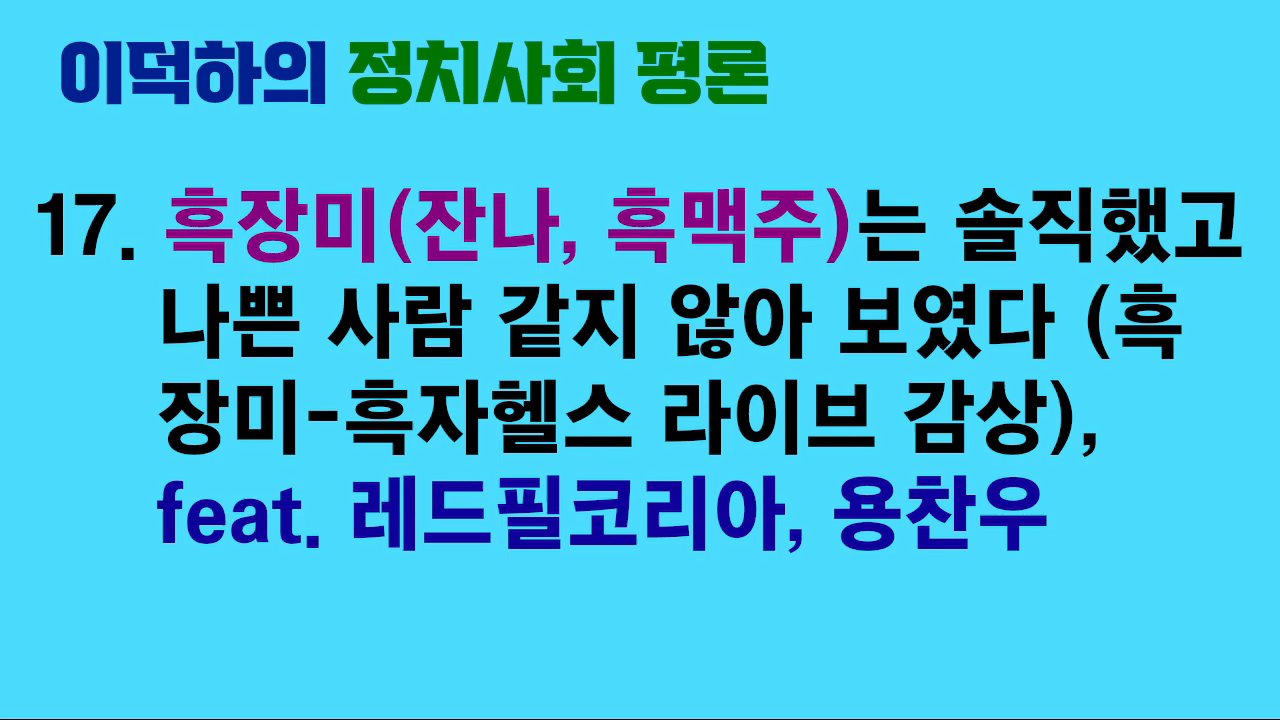 이덕하의 정치사회 평론
17. 흑장미(잔나, 흑맥주)는 솔직했고
나쁜 사람 같지 않아 보였다 (흑
장미-흑자헬스 라이브 감상),
feat. 레드필코리아, 용찬우